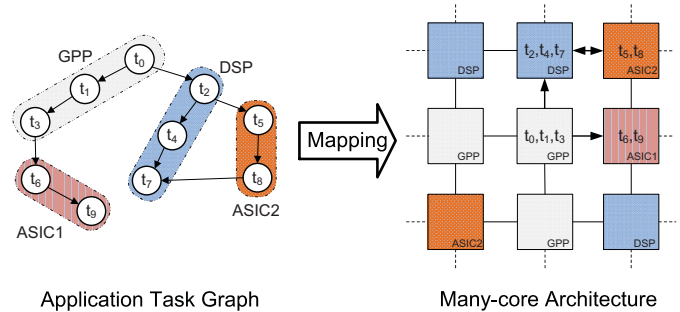 GPP
DSP
t0
t1
t2
t3
t4
t5
t6
t7
t8
t9
ASIC1
ASIC2
Application Task Graph
Mapping
DSP
t2,t4,t7
DSP
t5,t8
ASIC2
GPP
t0,t1,t3
GPP
t6,t9
ASIC1
ASIC2
GPP
DSP
Many-core Architecture